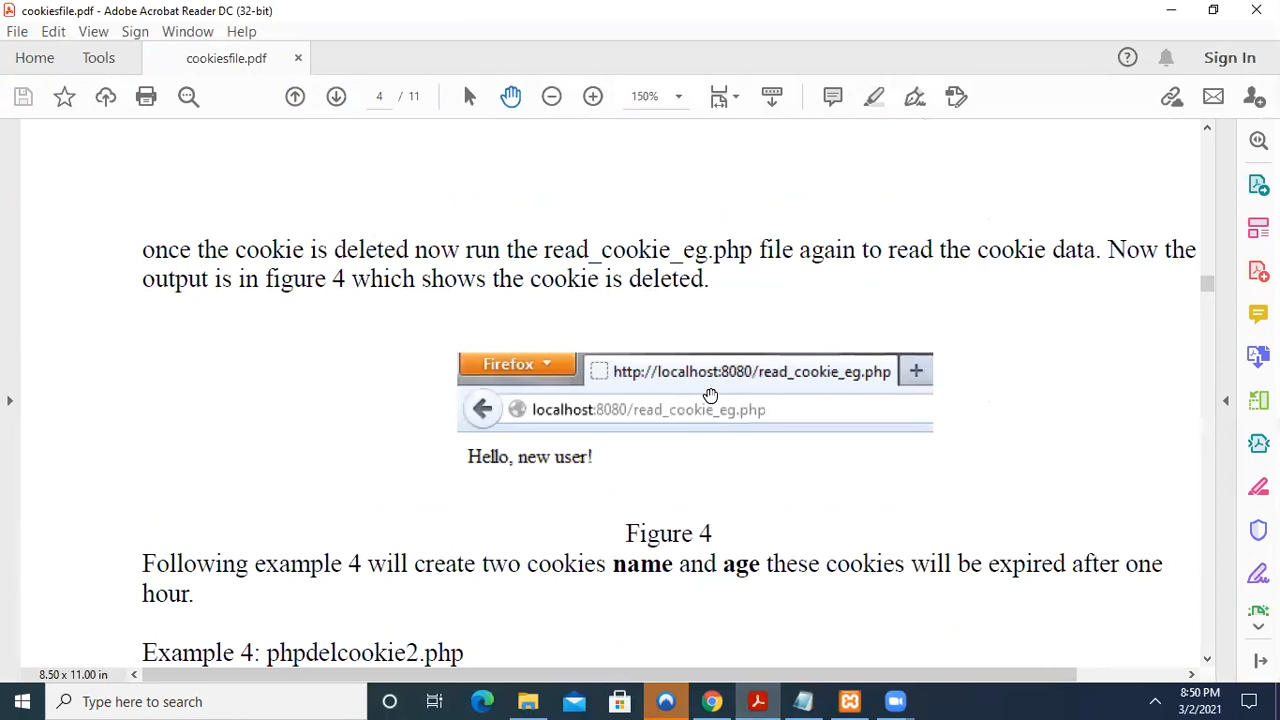 cookiesfile.pdf - Adobe Acrobat Reader DC (32-bit)
File Edit View Sign Window Help
Home Tools cookiesfile.pdf × Sign In
4 / 11 150%
once the cookie is deleted now run the read_cookie_eg.php file again to read the cookie data. Now the
output is in figure 4 which shows the cookie is deleted.
Firefox http://localhost:8080/read_cookie_eg.php +
localhost:8080/read_cookie_eg.php
Hello, new user!
Figure 4
Following example 4 will create two cookies name and age these cookies will be expired after one
hour.
Example 4: phpdelcookie2.php
8.50 x 11.00 in
Type here to search
8:50 PM
3/2/2021